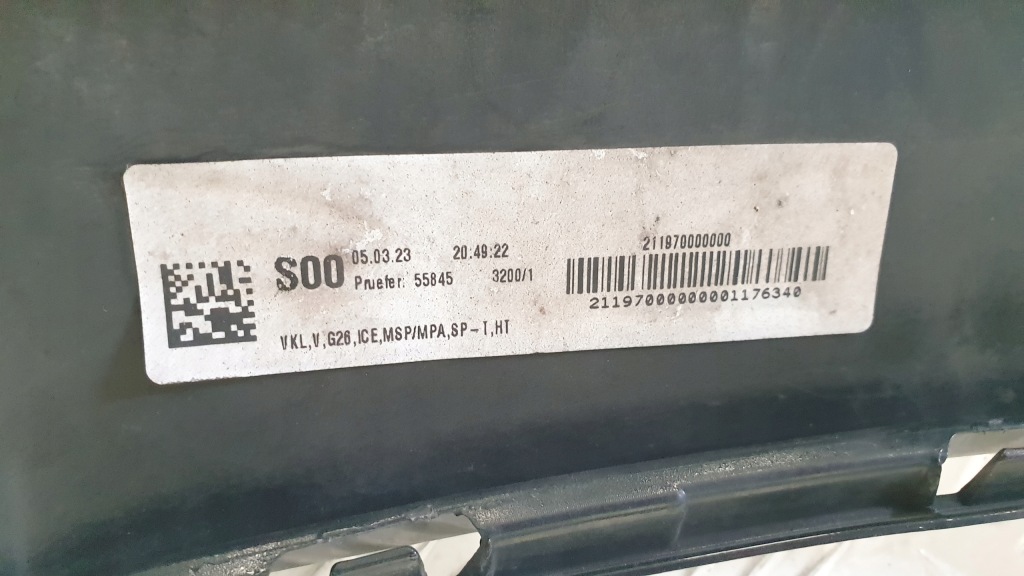 S00 05.03.23 20:49:22
Pruefer: 55845 3200/1
VKL,V,G26,ICE,MSP/MPA,SP-T,HT
211970000000
21197000000001176340